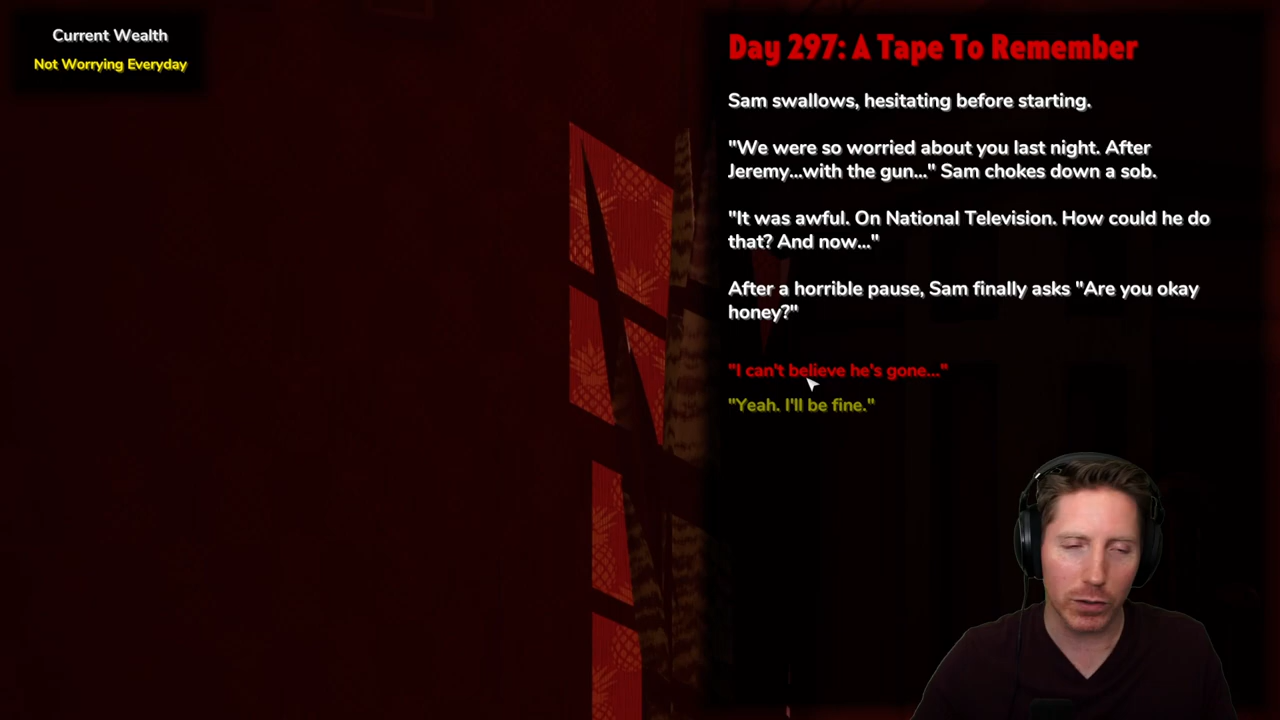 Current Wealth
Not Worrying Everyday
Day 297: A Tape To Remember
Sam swallows, hesitating before starting.
"We were so worried about you last night. After
Jeremy...with the gun..." Sam chokes down a sob.
"It was awful. On National Television. How could he do
that? And now..."
After a horrible pause, Sam finally asks "Are you okay
honey?"
"I can't believe he's gone..."
"Yeah. I'll be fine."